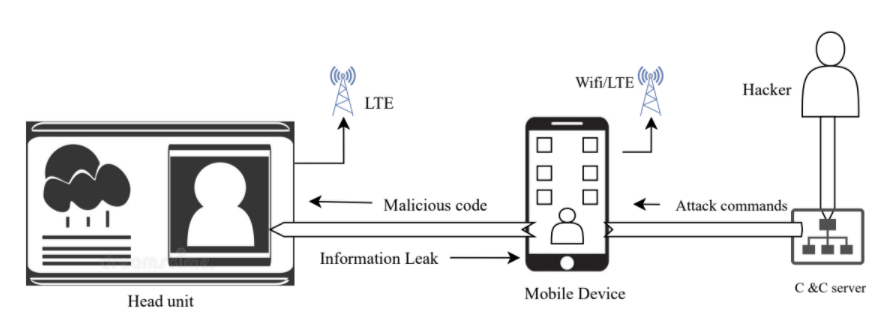 Wifi/LTE
Hacker
LTE
Malicious code
Attack commands
Information Leak
Head unit
Mobile Device
C &C server